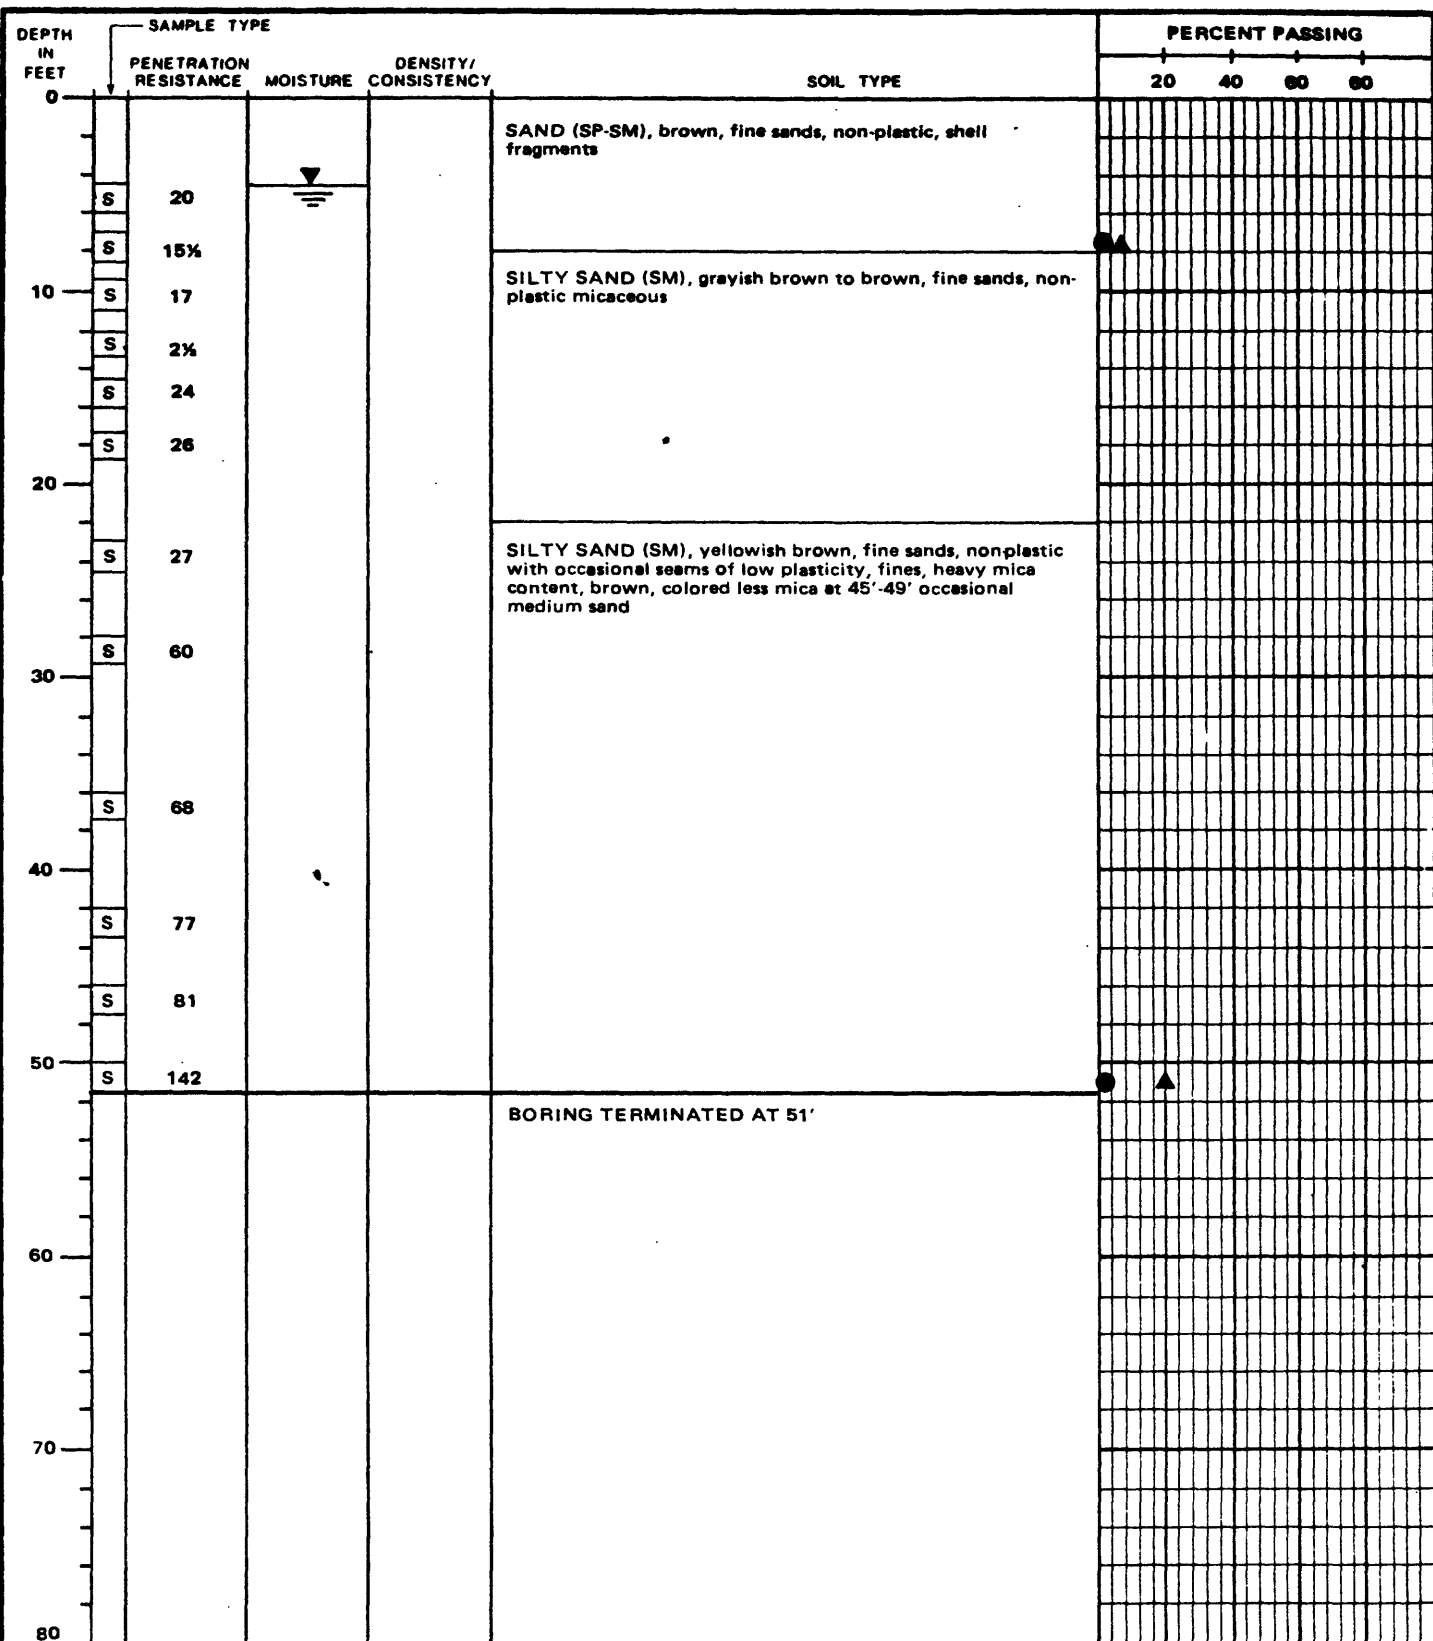 SAMPLE TYPE
DEPTH
IN
FEET
PENETRATION
RESISTANCE
MOISTURE
DENSITY/
CONSISTENCY
SOIL TYPE
PERCENT PASSING
20 40 60 80
0
SAND (SP-SM), brown, fine sands, non-plastic, shell
fragments
S 20
S 15½
SILTY SAND (SM), grayish brown to brown, fine sands, non-
plastic micaceous
10 S 17
S 2½
S 24
S 26
20
SILTY SAND (SM), yellowish brown, fine sands, nonplastic
with occasional seams of low plasticity, fines, heavy mica
content, brown, colored less mica at 45'-49' occasional
medium sand
S 27
S 60
30
S 68
40
S 77
S 81
50
S 142
BORING TERMINATED AT 51'
60
70
80